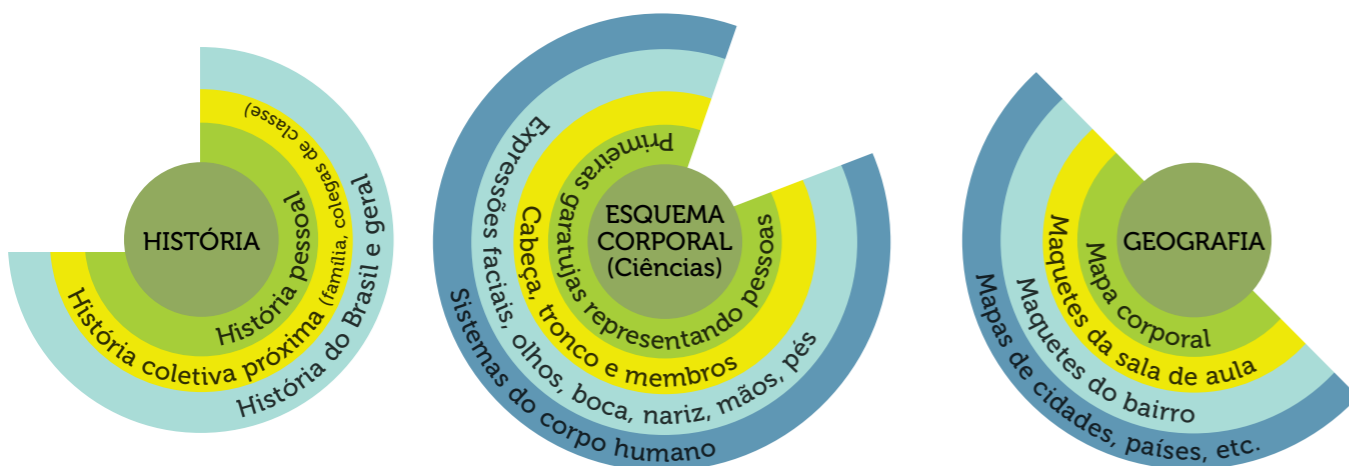 HISTÓRIA
História pessoal
História coletiva próxima (família, colegas de classe)
História do Brasil e geral
ESQUEMA
CORPORAL
(Ciências)
Primeiras garatujas representando pessoas
Cabeça, tronco e membros
Expressões faciais, olhos, boca, nariz, mãos, pés
Sistemas do corpo humano
GEOGRAFIA
Mapa corporal
Maquetes da sala de aula
Maquetes do bairro
Mapas de cidades, países, etc.